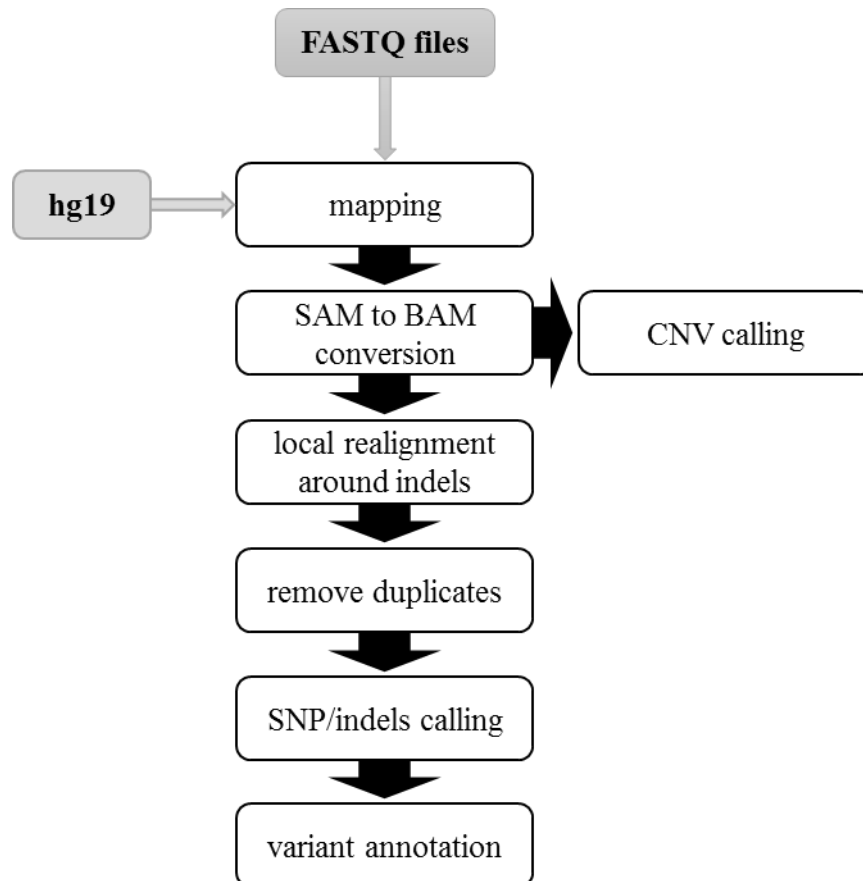 FASTQ files
hg19
mapping
SAM to BAM
conversion
CNV calling
local realignment
around indels
remove duplicates
SNP/indels calling
variant annotation